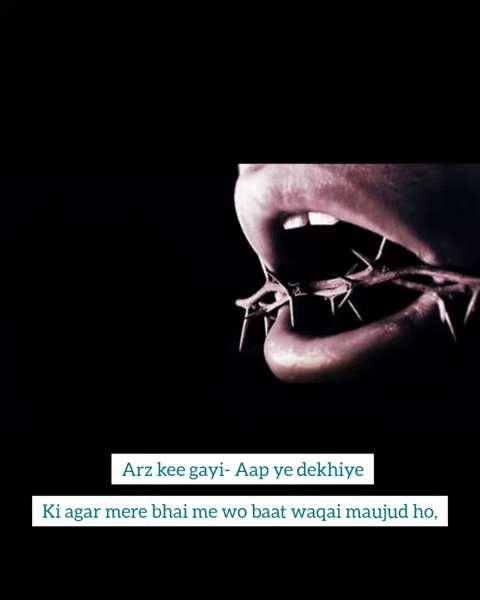 Arz kee gayi- Aap ye dekhiye
Ki agar mere bhai me wo baat waqai maujud ho,